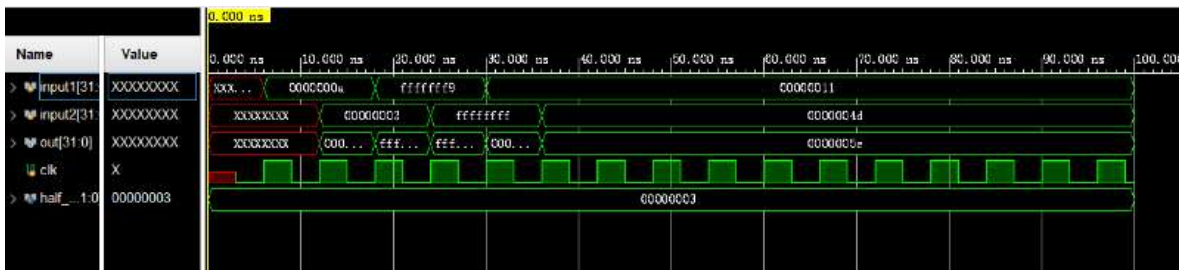 0.000 ns
Name Value 0.000 ns 10.000 ns 20.000 ns 30.000 ns 40.000 ns 50.000 ns 60.000 ns 70.000 ns 80.000 ns 90.000 ns 100.00
input1[31: XXXXXXXX XXX... 0000000a fffffff9 00000011
input2[31: XXXXXXXX XXXXXXXX ffffffff 0000004d
out[31:0] XXXXXXXX XXXXXXXX 000... fff... fff... 000... 0000005e
clk X
half_...1:0 00000003 00000003